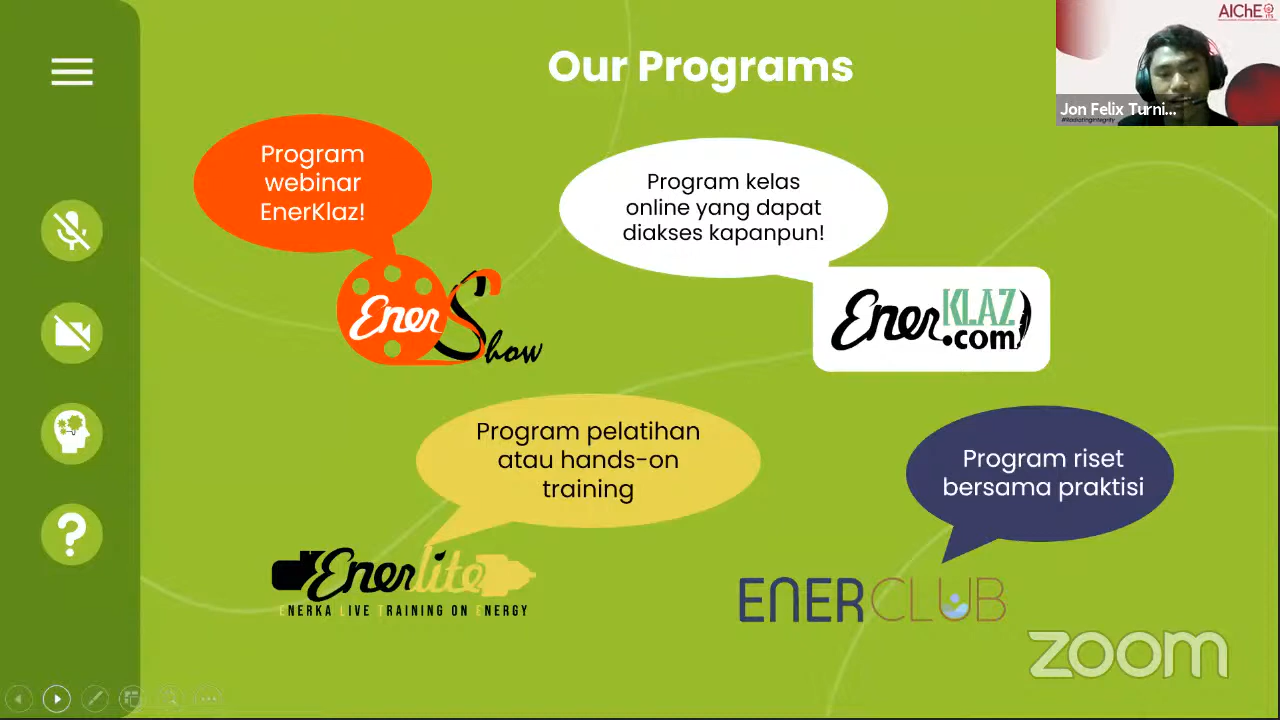 Our Programs
AIChE
ITS
Jon Felix Turni...
#RadiatingIntegrity
Program
webinar
EnerKlaz!
Program kelas
online yang dapat
diakses kapanpun!
Ener Show
EnerKLAZ
.com
Program pelatihan
atau hands-on
training
Program riset
bersama praktisi
Enerlite
ENERKA LIVE TRAINING ON ENERGY
ENERCLUB
zoom